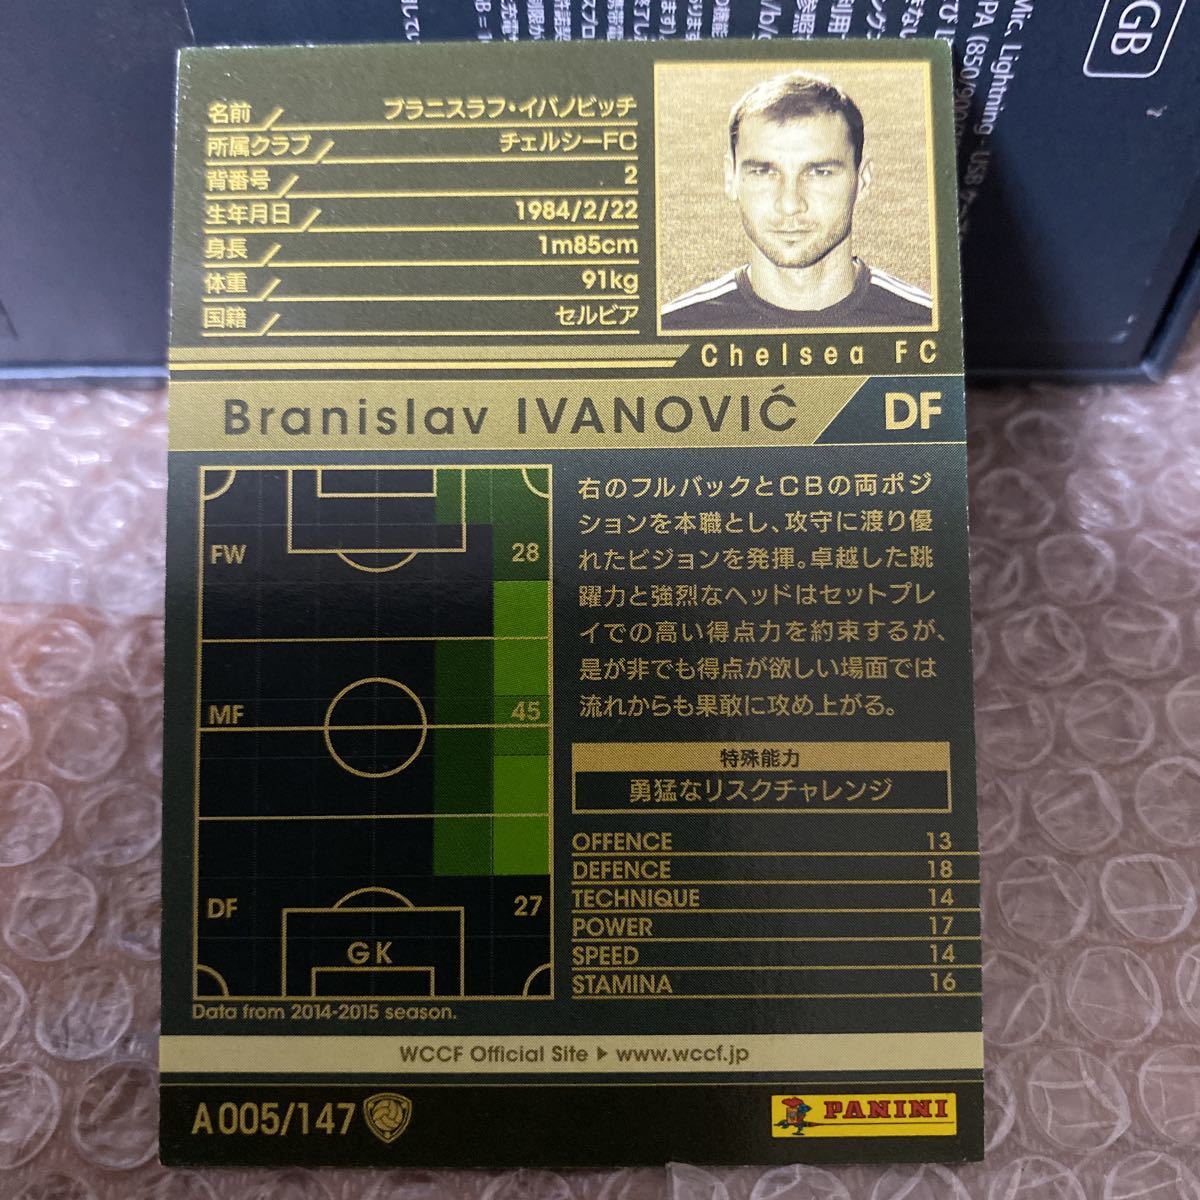 名前 ブラニスラフ・イバノビッチ
所属クラブ チェルシーFC
背番号 2
生年月日 1984/2/22
身長 1m85cm
体重 91kg
国籍 セルビア
Chelsea FC
Branislav IVANOVIĆ DF
FW 28
MF 45
DF 27
GK
Data from 2014-2015 season.
右のフルバックとCBの両ポジ
ションを本職とし、攻守に渡り優
れたビジョンを発揮。卓越した跳
躍力と強烈なヘッドはセットプレ
イでの高い得点力を約束するが、
是が非でも得点が欲しい場面では
流れからも果敢に攻め上がる。
特殊能力
勇猛なリスクチャレンジ
OFFENCE 13
DEFENCE 18
TECHNIQUE 14
POWER 17
SPEED 14
STAMINA 16
WCCF Official Site ▶ www.wccf.jp
A005/147
PANINI
GB
Mic, Lightning - USB